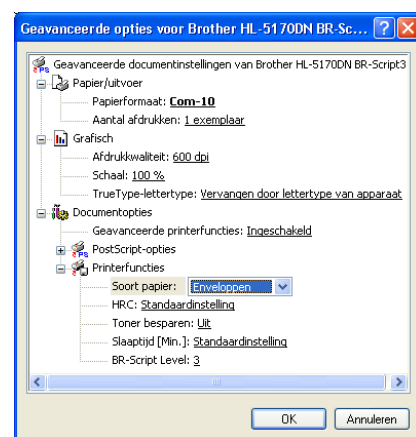 Geavanceerde opties voor Brother HL-5170DN BR-Sc...
Geavanceerde documentinstellingen van Brother HL-5170DN BR-Script3
Papier/uitvoer
Papierformaat: Com-10
Aantal afdrukken: 1 exemplaar
Grafisch
Afdrukkwaliteit: 600 dpi
Schaal: 100 %
TrueType-lettertype: Vervangen door lettertype van apparaat
Documentopties
Geavanceerde printerfuncties: Ingeschakeld
PostScript-opties
Printerfuncties
Soort papier: Enveloppen
HRC: Standaardinstelling
Toner besparen: Uit
Slaaptijd [Min.]: Standaardinstelling
BR-Script Level: 3
OK Annuleren